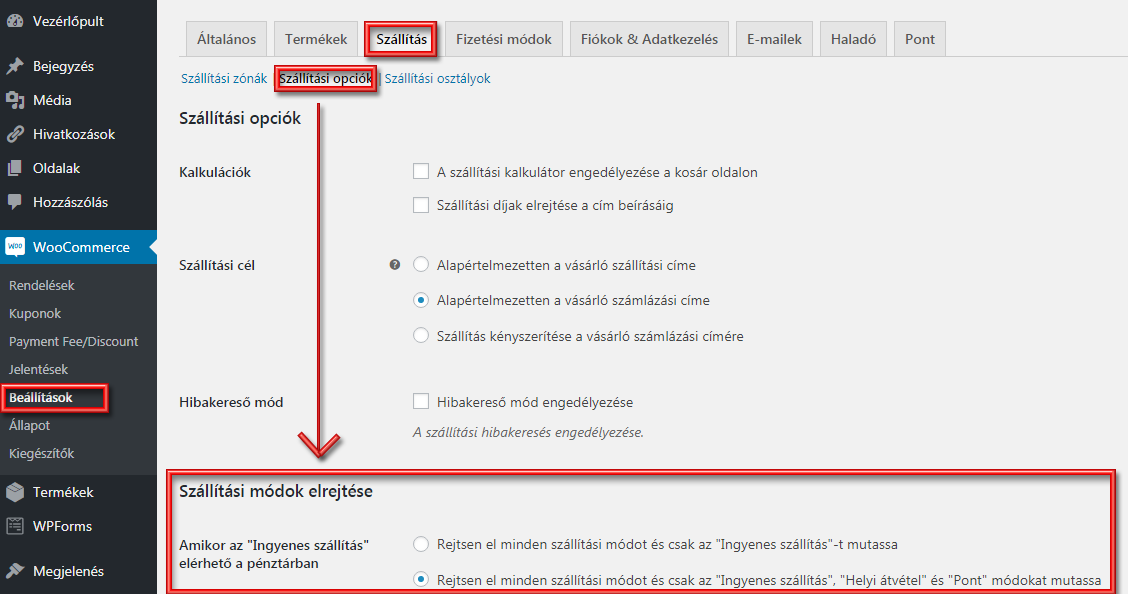 Vezérlőpult
Bejegyzés
Média
Hivatkozások
Oldalak
Hozzászólás
Woo WooCommerce
Rendelések
Kuponok
Payment Fee/Discount
Jelentések
Beállítások
Állapot
Kiegészítők
Termékek
WPForms
Megjelenés
Általános Termékek Szállítás Fizetési módok Fiókok & Adatkezelés E-mailek Haladó Pont
Szállítási zónák | Szállítási opciók | Szállítási osztályok
Szállítási opciók
Kalkulációk
A szállítási kalkulátor engedélyezése a kosár oldalon
Szállítási díjak elrejtése a cím beírásáig
Szállítási cél
?
Alapértelmezetten a vásárló szállítási címe
Alapértelmezetten a vásárló számlázási címe
Szállítás kényszerítése a vásárló számlázási címére
Hibakereső mód
Hibakereső mód engedélyezése
A szállítási hibakeresés engedélyezése.
Szállítási módok elrejtése
Amikor az "Ingyenes szállítás"
elérhető a pénztárban
Rejtsen el minden szállítási módot és csak az "Ingyenes szállítás"-t mutassa
Rejtsen el minden szállítási módot és csak az "Ingyenes szállítás", "Helyi átvétel" és "Pont" módokat mutassa